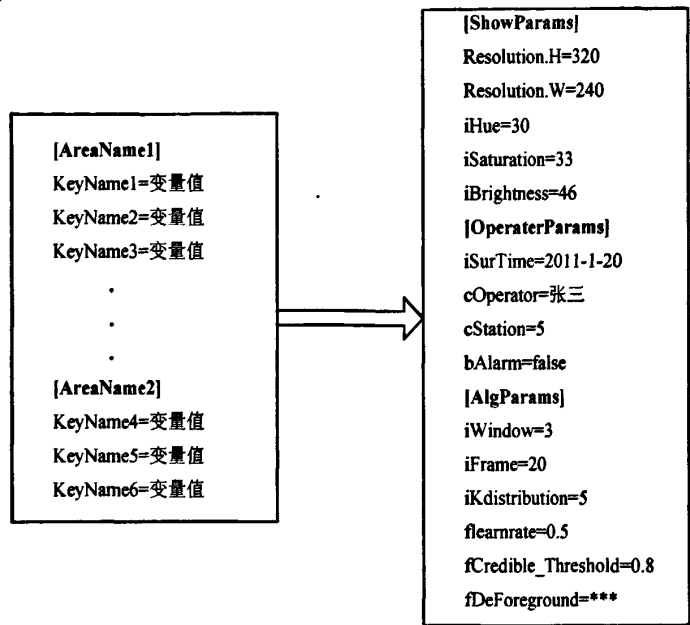 [AreaName1]
KeyName1=变量值
KeyName2=变量值
KeyName3=变量值
.
.
.
[AreaName2]
KeyName4=变量值
KeyName5=变量值
KeyName6=变量值
[ShowParams]
Resolution.H=320
Resolution.W=240
iHue=30
iSaturation=33
iBrightness=46
[OperaterParams]
iSurTime=2011-1-20
cOperator=张三
cStation=5
bAlarm=false
[AlgParams]
iWindow=3
iFrame=20
iKdistribution=5
flearnrate=0.5
fCredible_Threshold=0.8
fDeForeground=***